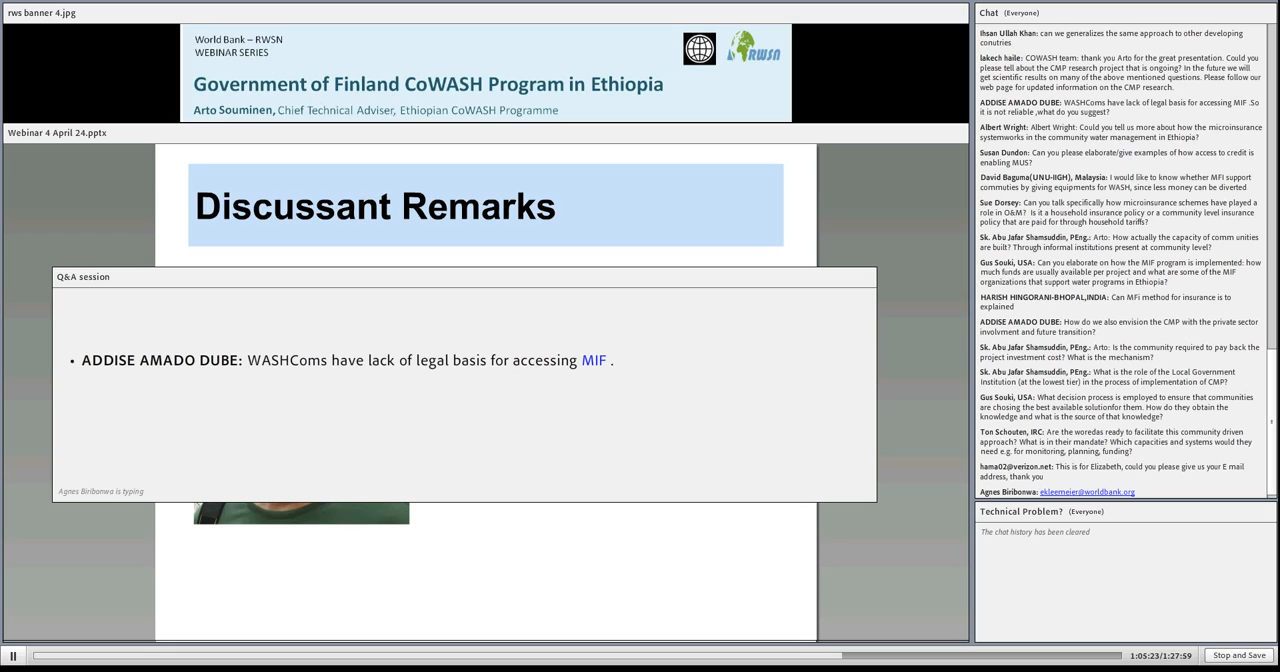 rws banner 4.jpg
World Bank – RWSN
WEBINAR SERIES
RWSN
Government of Finland CoWASH Program in Ethiopia
Arto Souminen, Chief Technical Adviser, Ethiopian CoWASH Programme
Webinar 4 April 24.pptx
Discussant Remarks
Q&A session
• ADDISE AMADO DUBE: WASHComs have lack of legal basis for accessing MIF .
Agnes Biribonwa is typing
Chat (Everyone)
Ihsan Ullah Khan: can we generalizes the same approach to other developing
conutries
lakech haile: COWASH team: thank you Arto for the great presentation. Could you
please tell about the CMP research project that is ongoing? In the future we will
get scientific results on many of the above mentioned questions. Please follow our
web page for updated information on the CMP research.
ADDISE AMADO DUBE: WASHComs have lack of legal basis for accessing MIF .So
it is not reliable ,what do you suggest?
Albert Wright: Albert Wright: Could you tell us more about how the microinsurance
systemworks in the community water management in Ethiopia?
Susan Dundon: Can you please elaborate/give examples of how access to credit is
enabling MUS?
David Baguma(UNU-IIGH), Malaysia: I would like to know whether MFI support
commuties by giving equipments for WASH, since less money can be diverted
Sue Dorsey: Can you talk specifically how microinsurance schemes have played a
role in O&M? Is it a household insurance policy or a community level insurance
policy that are paid for through household tariffs?
Sk. Abu Jafar Shamsuddin, PEng.: Arto: How actually the capacity of comm unities
are built? Through informal institutions present at community level?
Gus Souki, USA: Can you elaborate on how the MIF program is implemented: how
much funds are usually available per project and what are some of the MIF
organizations that support water programs in Ethiopia?
HARISH HINGORANI-BHOPAL,INDIA: Can MFi method for insurance is to
explained
ADDISE AMADO DUBE: How do we also envision the CMP with the private sector
involvment and future transition?
Sk. Abu Jafar Shamsuddin, PEng.: Arto: Is the community required to pay back the
project investment cost? What is the mechanism?
Sk. Abu Jafar Shamsuddin, PEng.: What is the role of the Local Government
Institution (at the lowest tier) in the process of implementation of CMP?
Gus Souki, USA: What decision process is employed to ensure that communities
are chosing the best available solutionfor them. How do they obtain the
knowledge and what is the source of that knowledge?
Ton Schouten, IRC: Are the woredas ready to facilitate this community driven
approach? What is in their mandate? Which capacities and systems would they
need e.g. for monitoring, planning, funding?
hama02@verizon.net: This is for Elizabeth, could you please give us your E mail
address, thank you
Agnes Biribonwa: ekleemeier@worldbank.org
Technical Problem? (Everyone)
The chat history has been cleared
1:05:23/1:27:59
Stop and Save